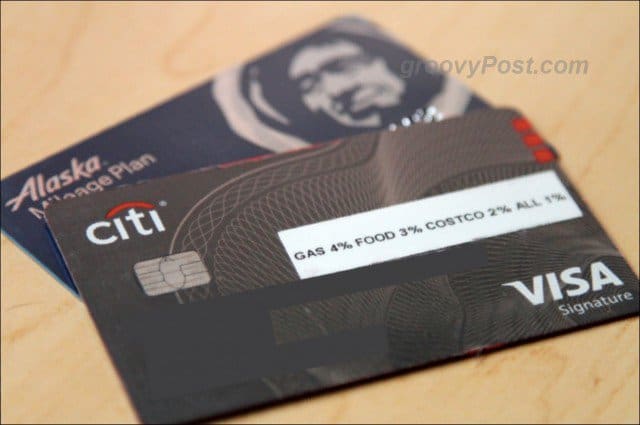 groovyPost.com
Alaska
Mileage Plan
citi
GAS 4% FOOD 3% COSTCO 2% ALL 1%
VISA
Signature